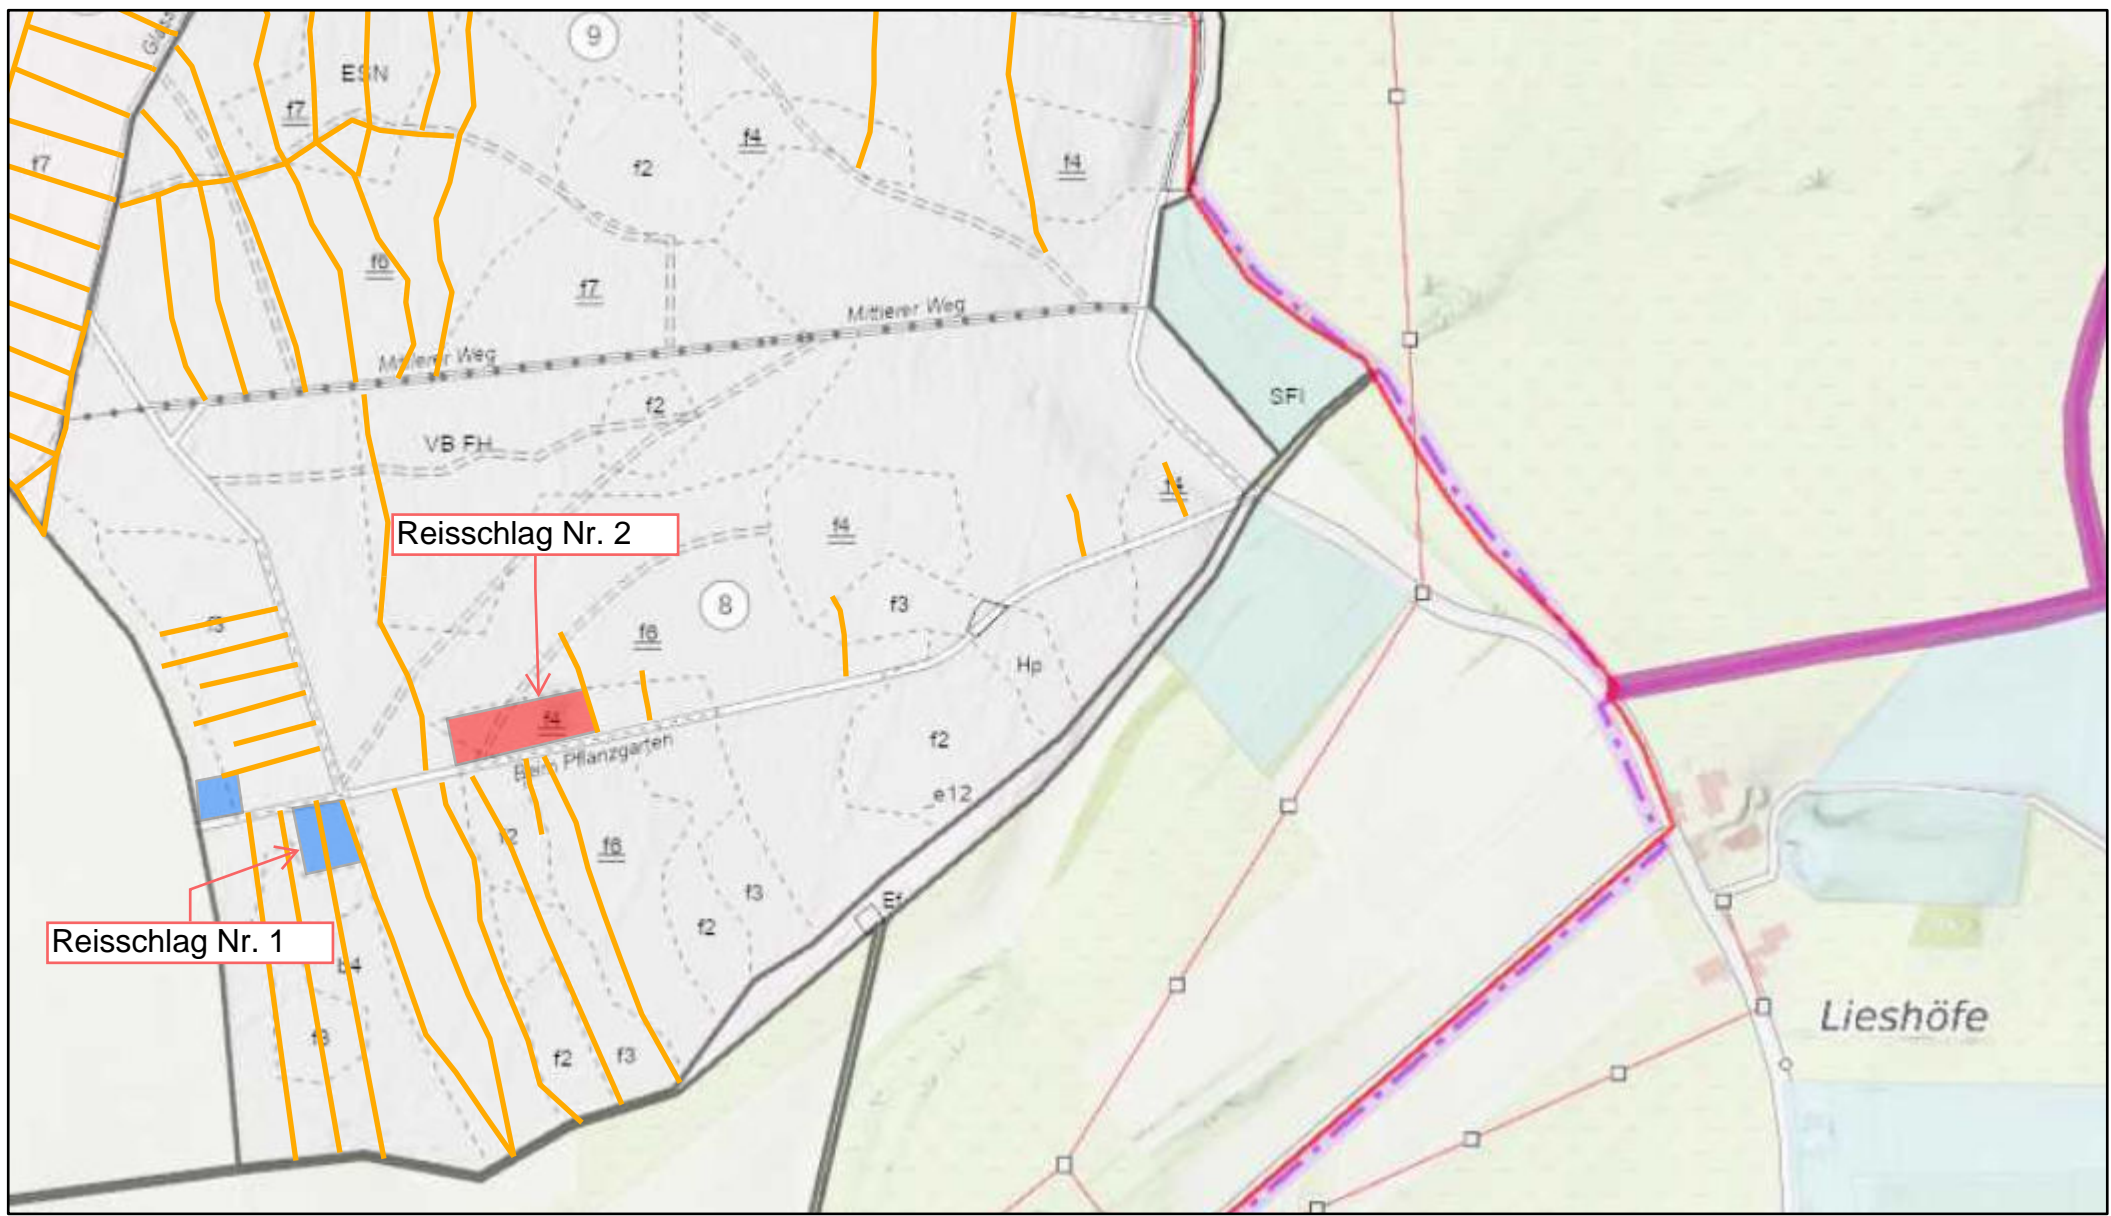 9
ESN
f7
f4
f2
f4
f7
f6
f7
Mittlerer Weg
Mittlerer Weg
SFI
f2
VB FH
f4
f4
Reisschlag Nr. 2
8
f3
f3
f6
Hp
f4
f2
Beim Pflanzgarten
e12
f2
f6
f3
Ef
f2
Reisschlag Nr. 1
b4
Lieshöfe
f3
f2
f3